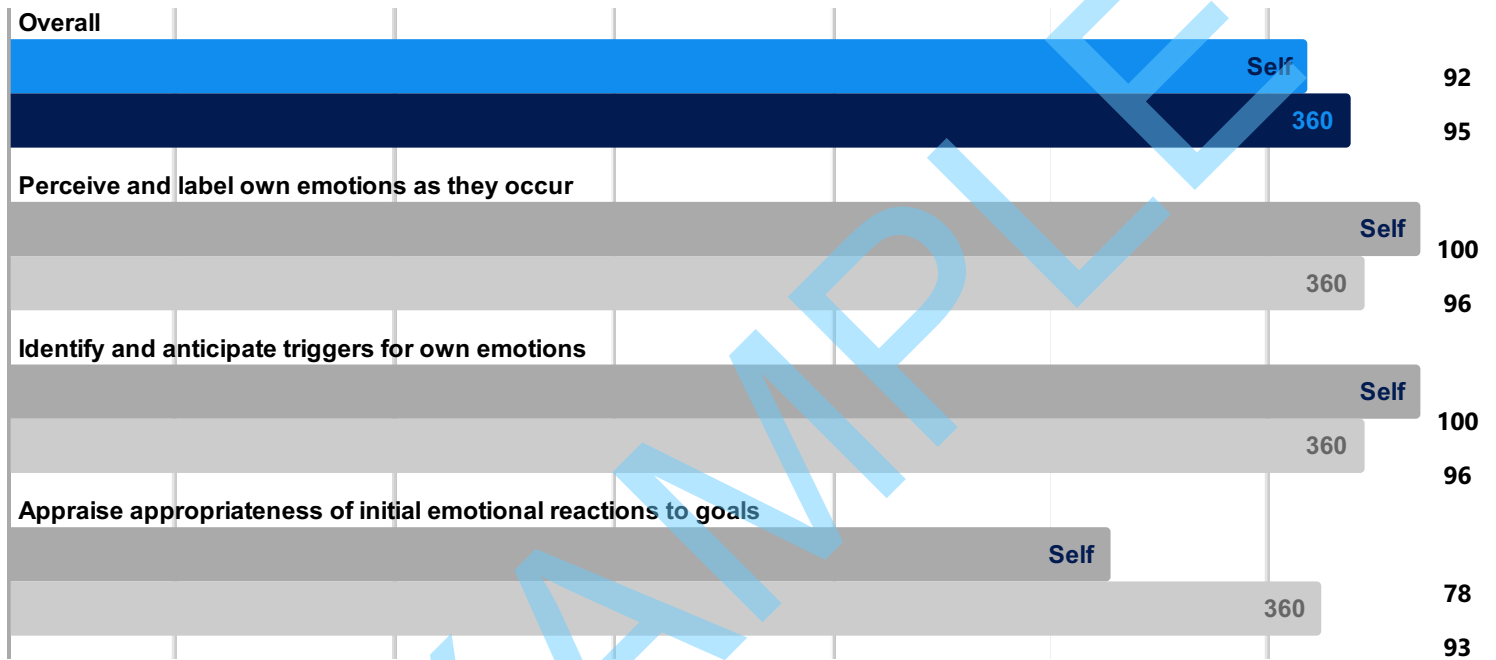 Overall
Self 92
360 95
Perceive and label own emotions as they occur
Self 100
360 96
Identify and anticipate triggers for own emotions
Self 100
360 96
Appraise appropriateness of initial emotional reactions to goals
Self 78
360 93